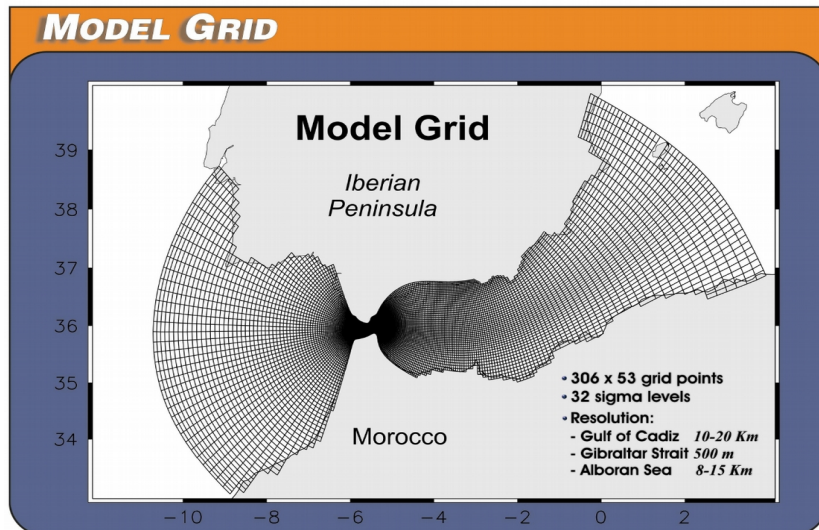 MODEL GRID
Model Grid
Iberian
Peninsula
39
38
37
36
35
34
Morocco
• 306 x 53 grid points
• 32 sigma levels
• Resolution:
- Gulf of Cadiz 10-20 Km
- Gibraltar Strait 500 m
- Alboran Sea 8-15 Km
-10 -8 -6 -4 -2 0 2